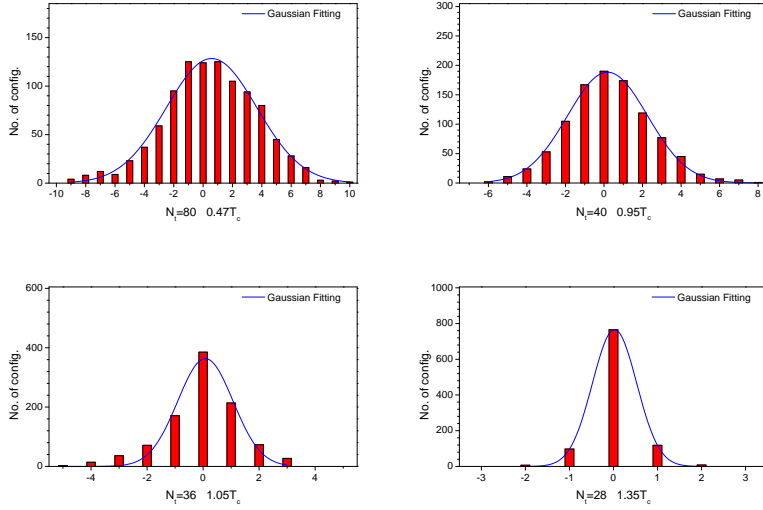 Gaussian Fitting
No. of config.
150
100
50
0
-10 -8 -6 -4 -2 0 2 4 6 8 10
Nt=80 0.47Tc
Gaussian Fitting
No. of config.
300
250
200
150
100
50
0
-6 -4 -2 0 2 4 6 8
Nt=40 0.95Tc
Gaussian Fitting
No. of config.
600
400
200
0
-4 -2 0 2 4
Nt=36 1.05Tc
Gaussian Fitting
No. of config.
1000
800
600
400
200
0
-3 -2 -1 0 1 2 3
Nt=28 1.35Tc